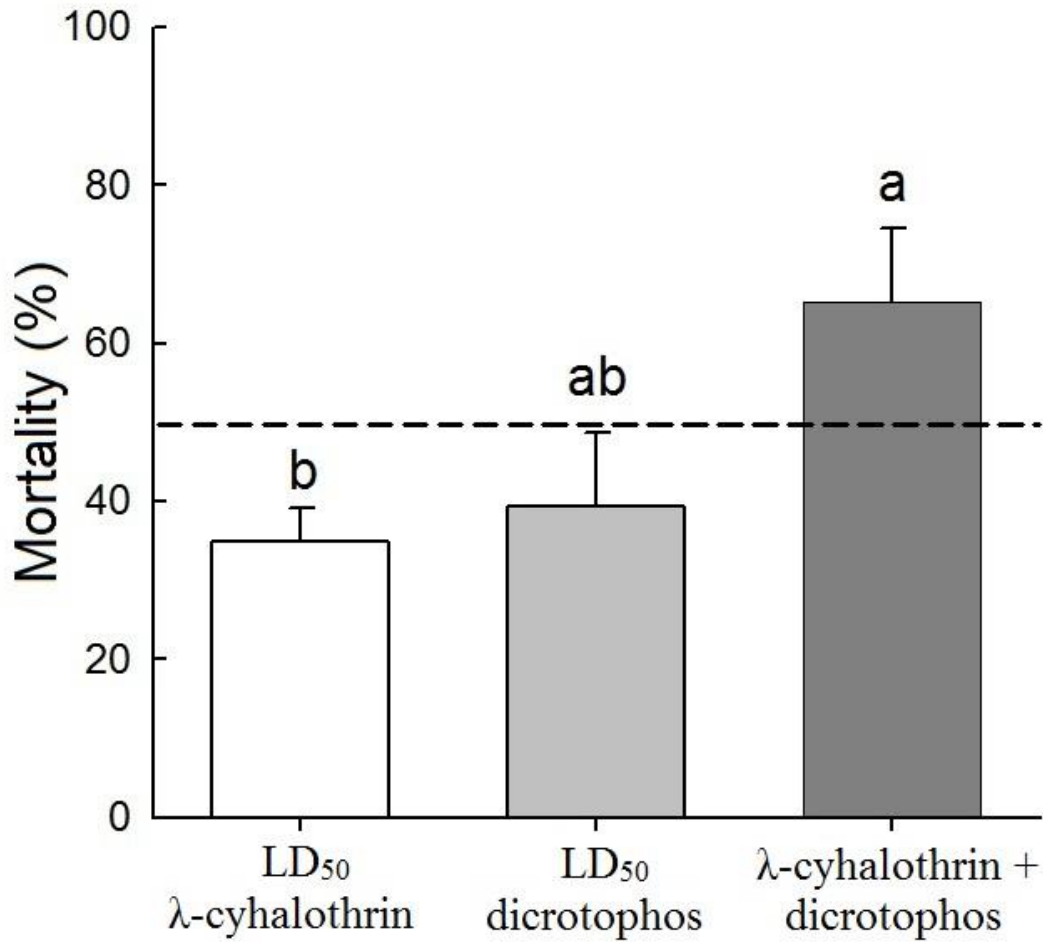 100
80
60
40
20
0
Mortality (%)
b
ab
a
LD₅₀
λ-cyhalothrin
LD₅₀
dicrotophos
λ-cyhalothrin +
dicrotophos